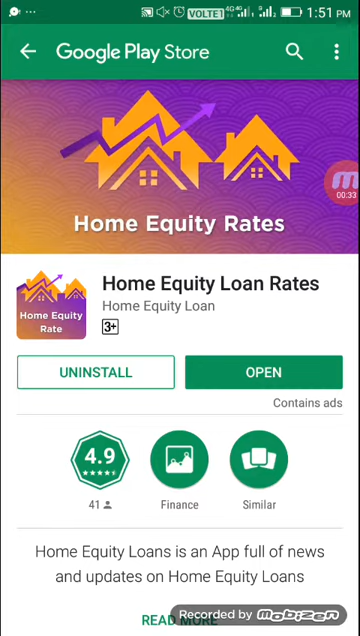 VOLTE1 4G 4G 1:51 PM
Google Play Store
00:33
Home Equity Rates
Home Equity Loan Rates
Home Equity Loan
3+
Home Equity
Rate
UNINSTALL
OPEN
Contains ads
4.9
41
Finance
Similar
Home Equity Loans is an App full of news
and updates on Home Equity Loans
READ MORE
Recorded by mobizen